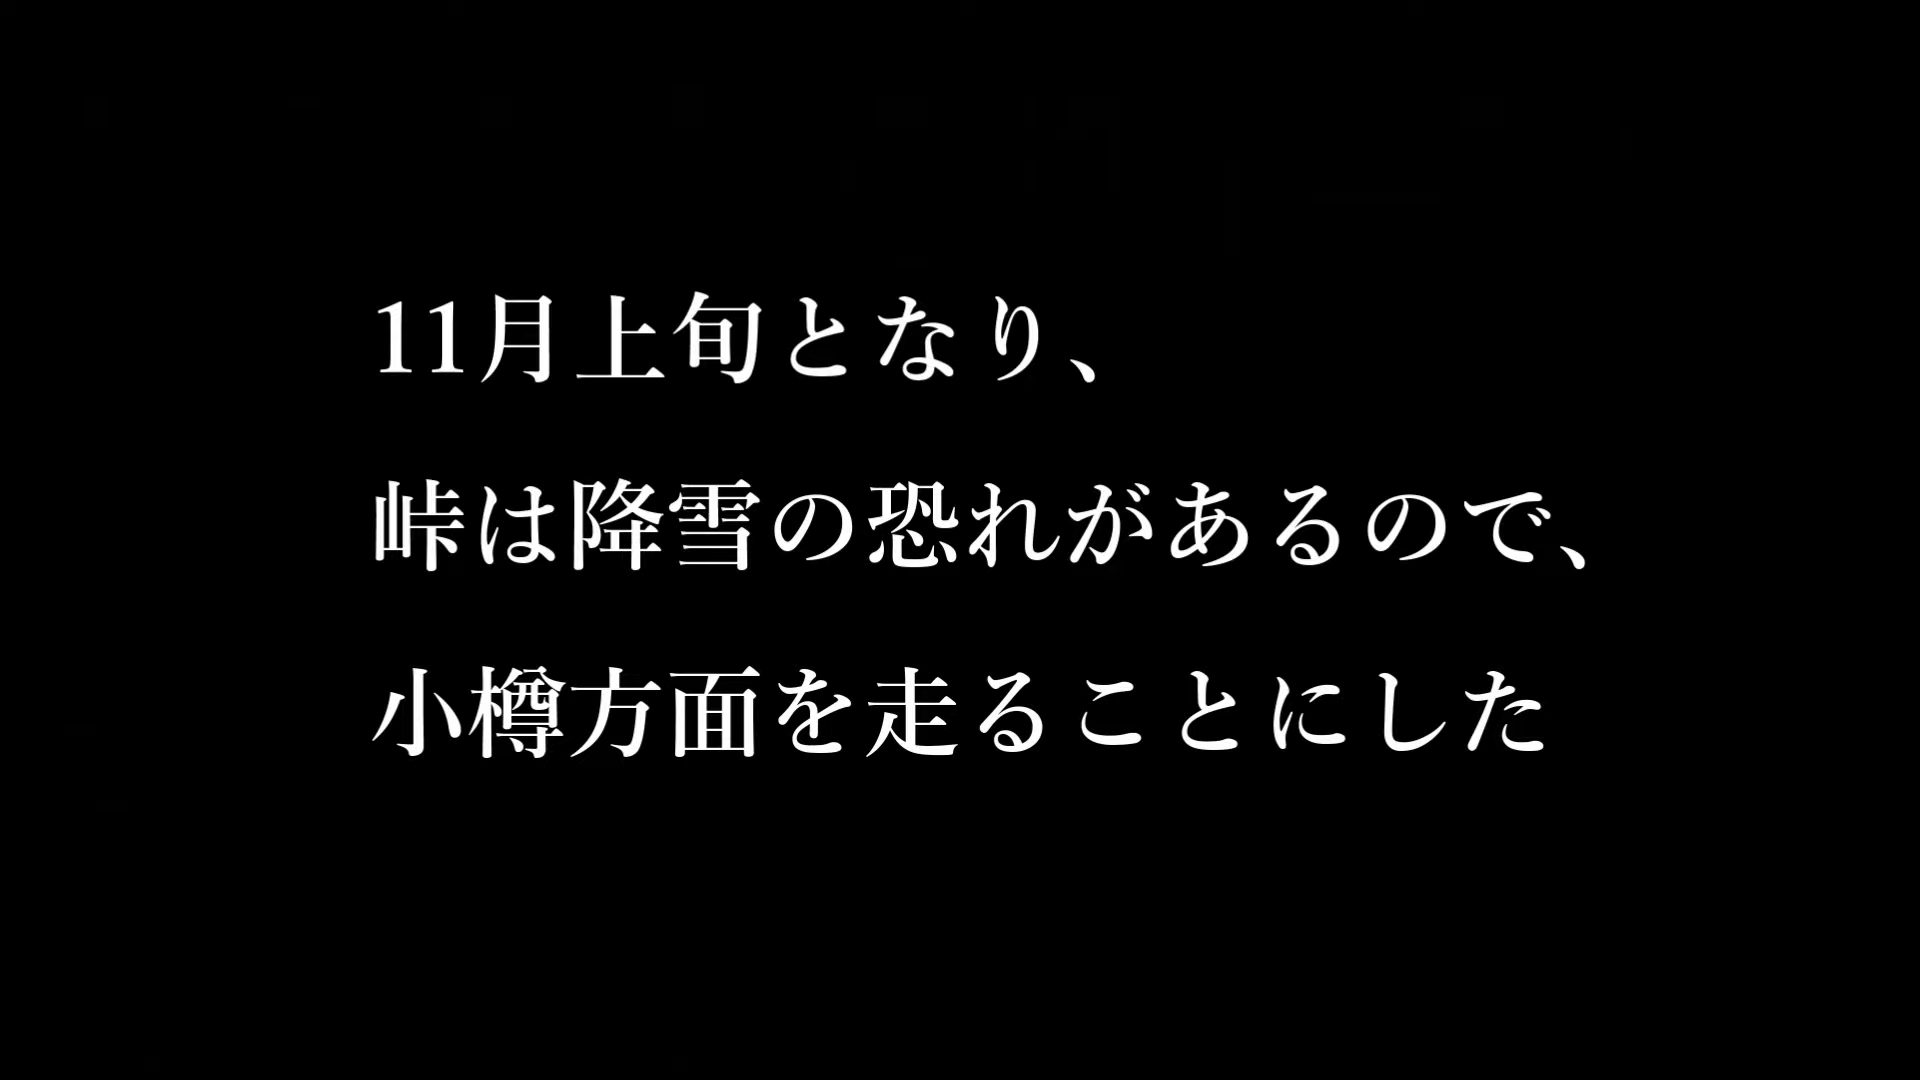 11月上旬となり、
峠は降雪の恐れがあるので、
小樽方面を走ることにした